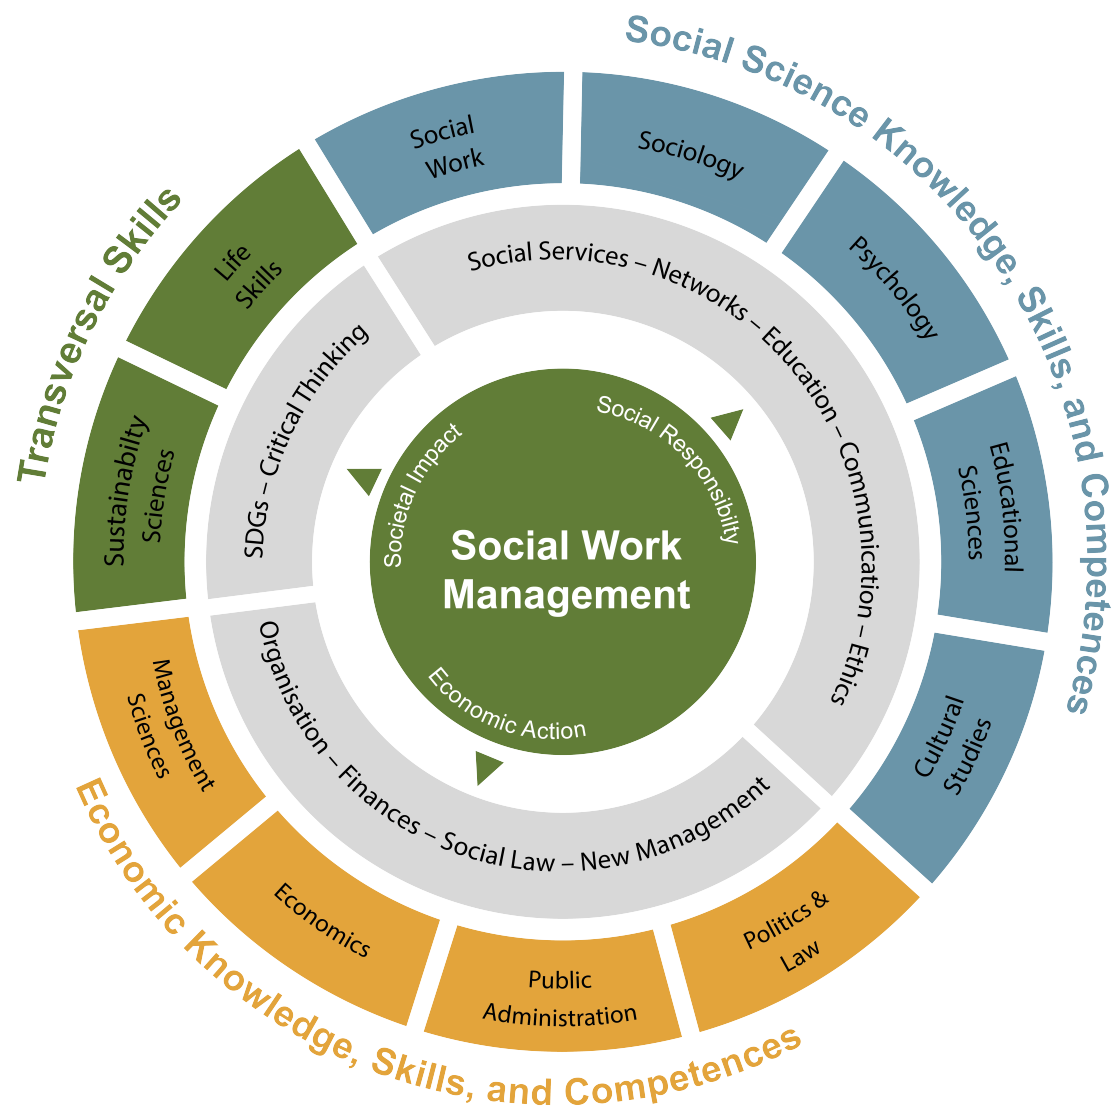 Social Science Knowledge, Skills, and Competences
Transversal Skills
Economic Knowledge, Skills, and Competences
Social
Work
Sociology
Psychology
Educational
Sciences
Cultural
Studies
Politics &
Law
Public
Administration
Economics
Management
Sciences
Sustainabilty
Sciences
Life
Skills
Social Services – Networks – Education – Communication – Ethics
Organisation – Finances – Social Law – New Management
SDGs – Critical Thinking
Societal Impact
Social Responsibilty
Economic Action
Social Work
Management